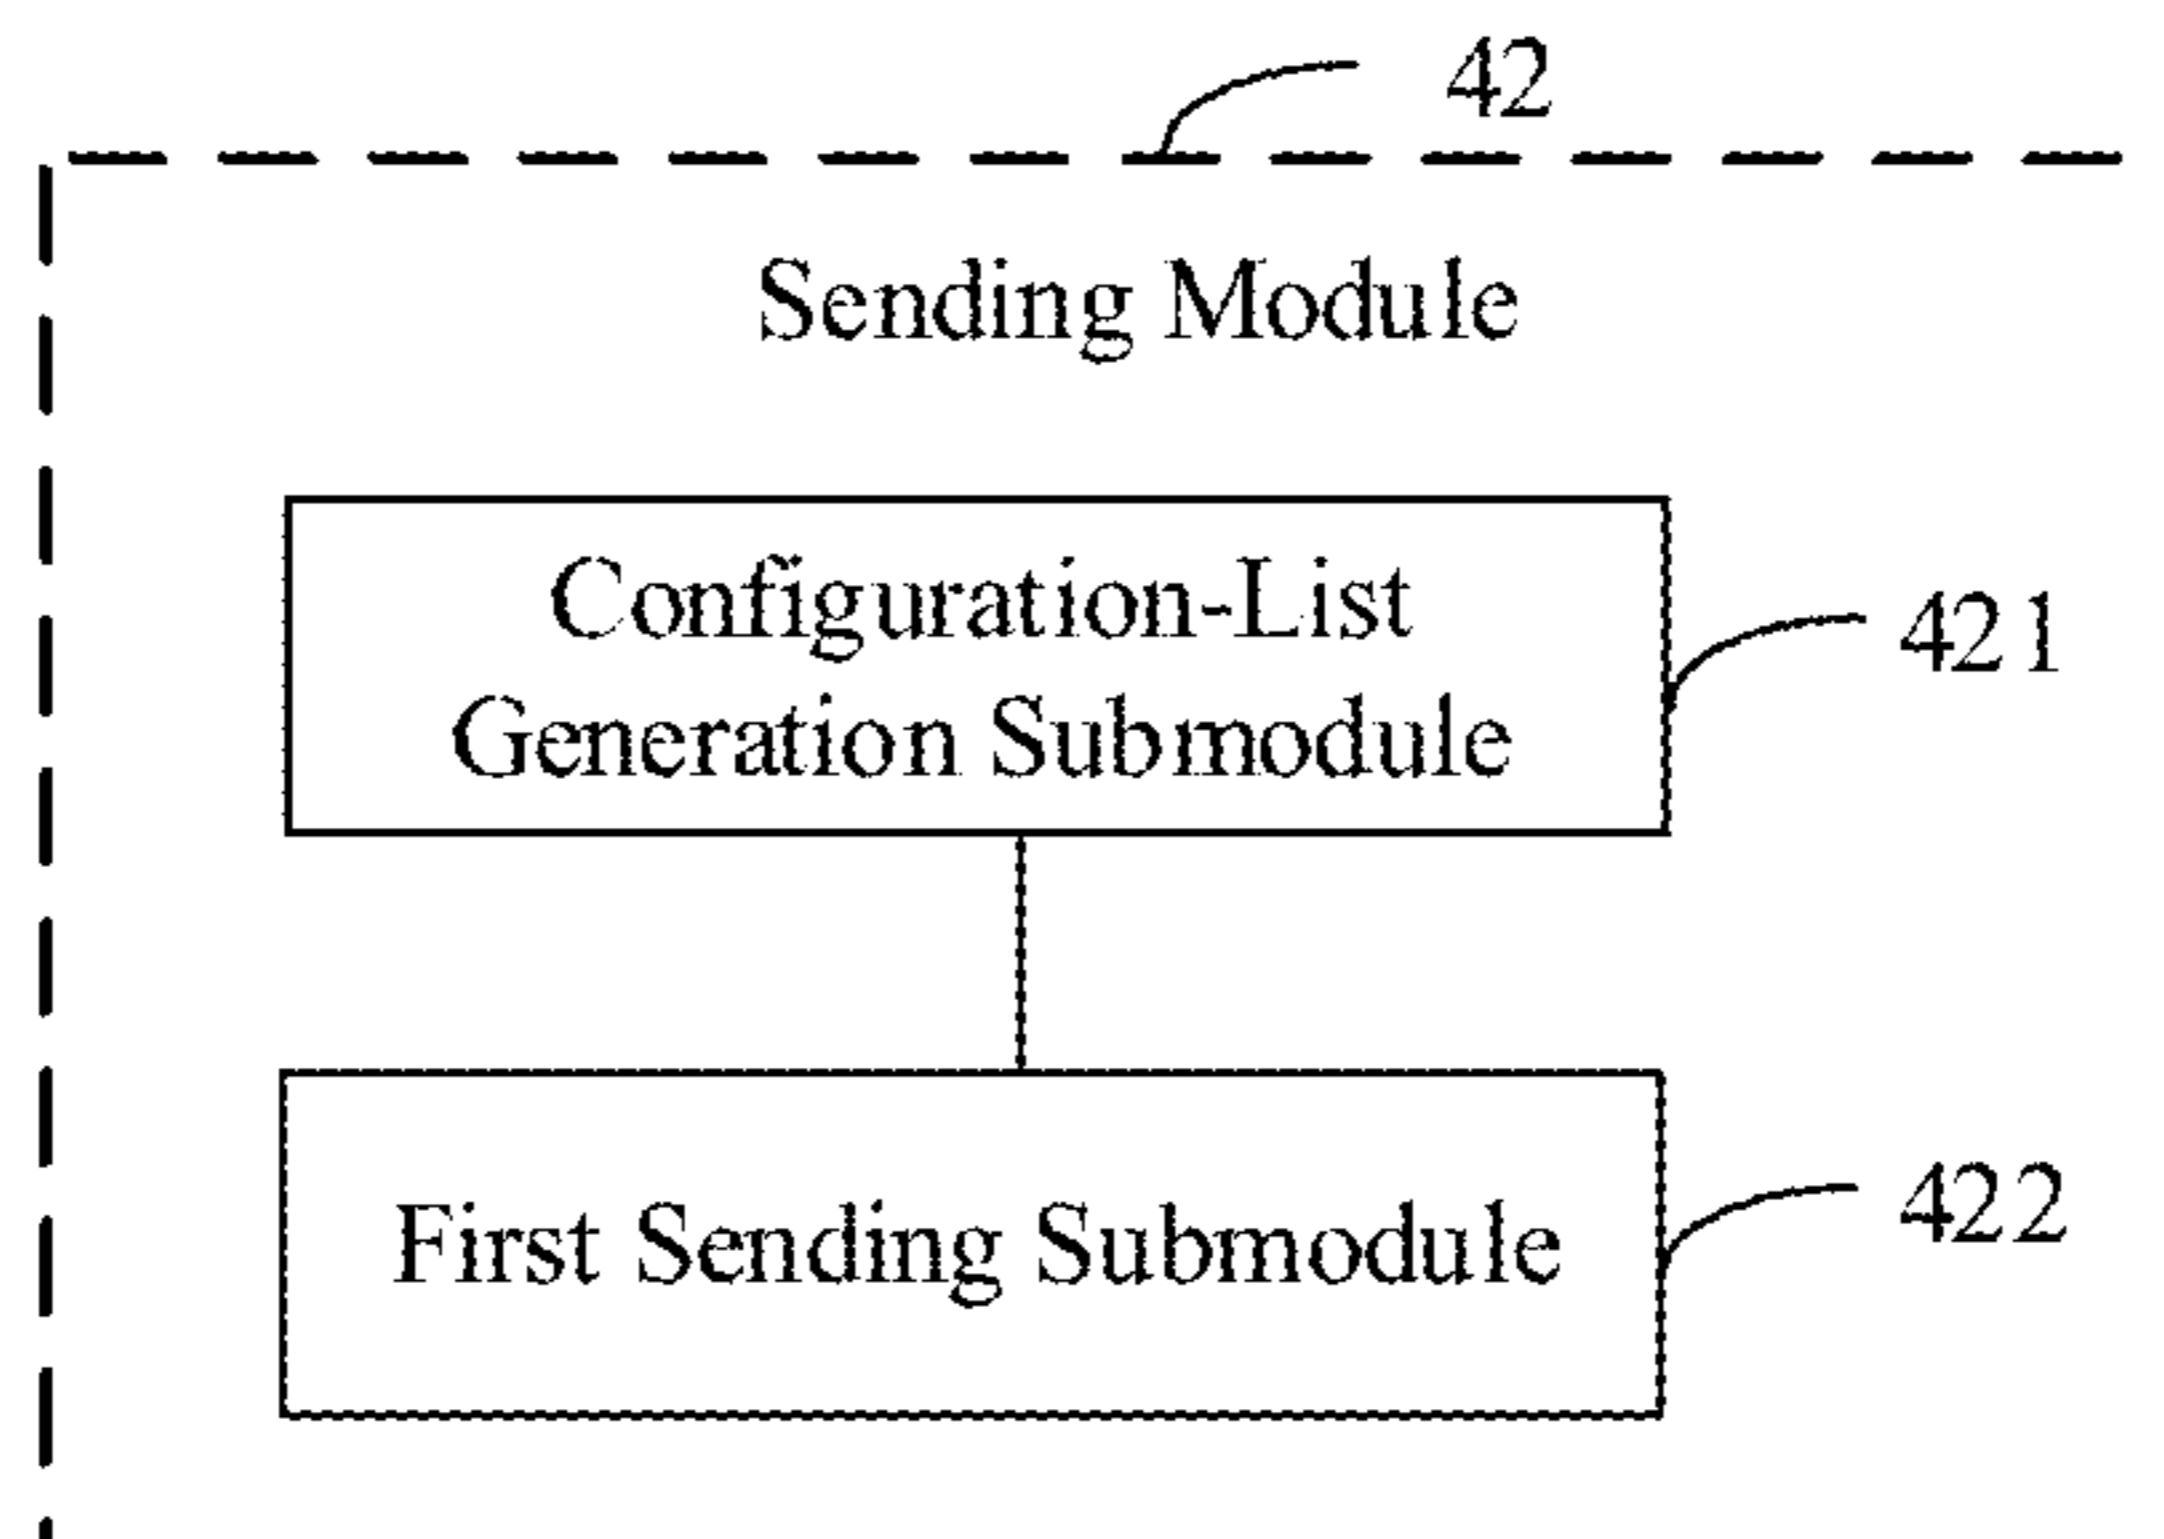 42
Sending Module
Configuration-List
Generation Submodule
421
First Sending Submodule
422